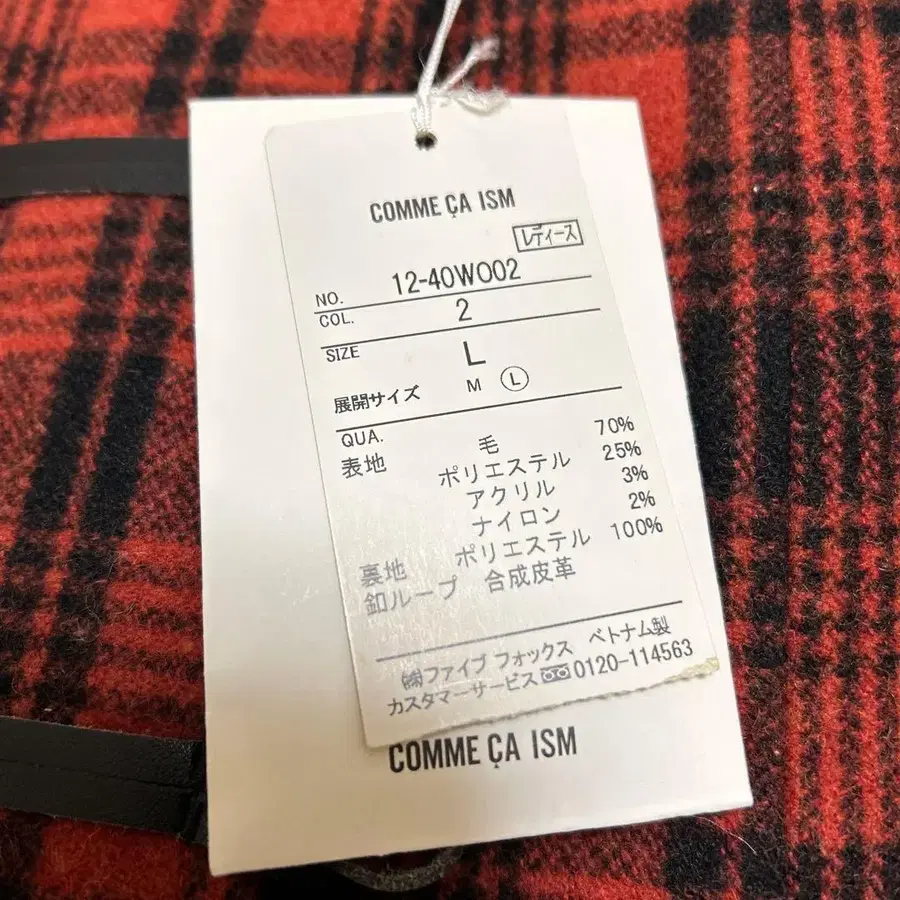 COMME ÇA ISM
レディース
NO. 12-40WO02
COL. 2
SIZE L
展開サイズ M Ⓛ
QUA.
表地 毛 70%
ポリエステル 25%
アクリル 3%
ナイロン 2%
裏地 ポリエステル 100%
釦ループ 合成皮革
㈱ファイブ フォックス ベトナム製
カスタマーサービス 0120-114563
COMME ÇA ISM